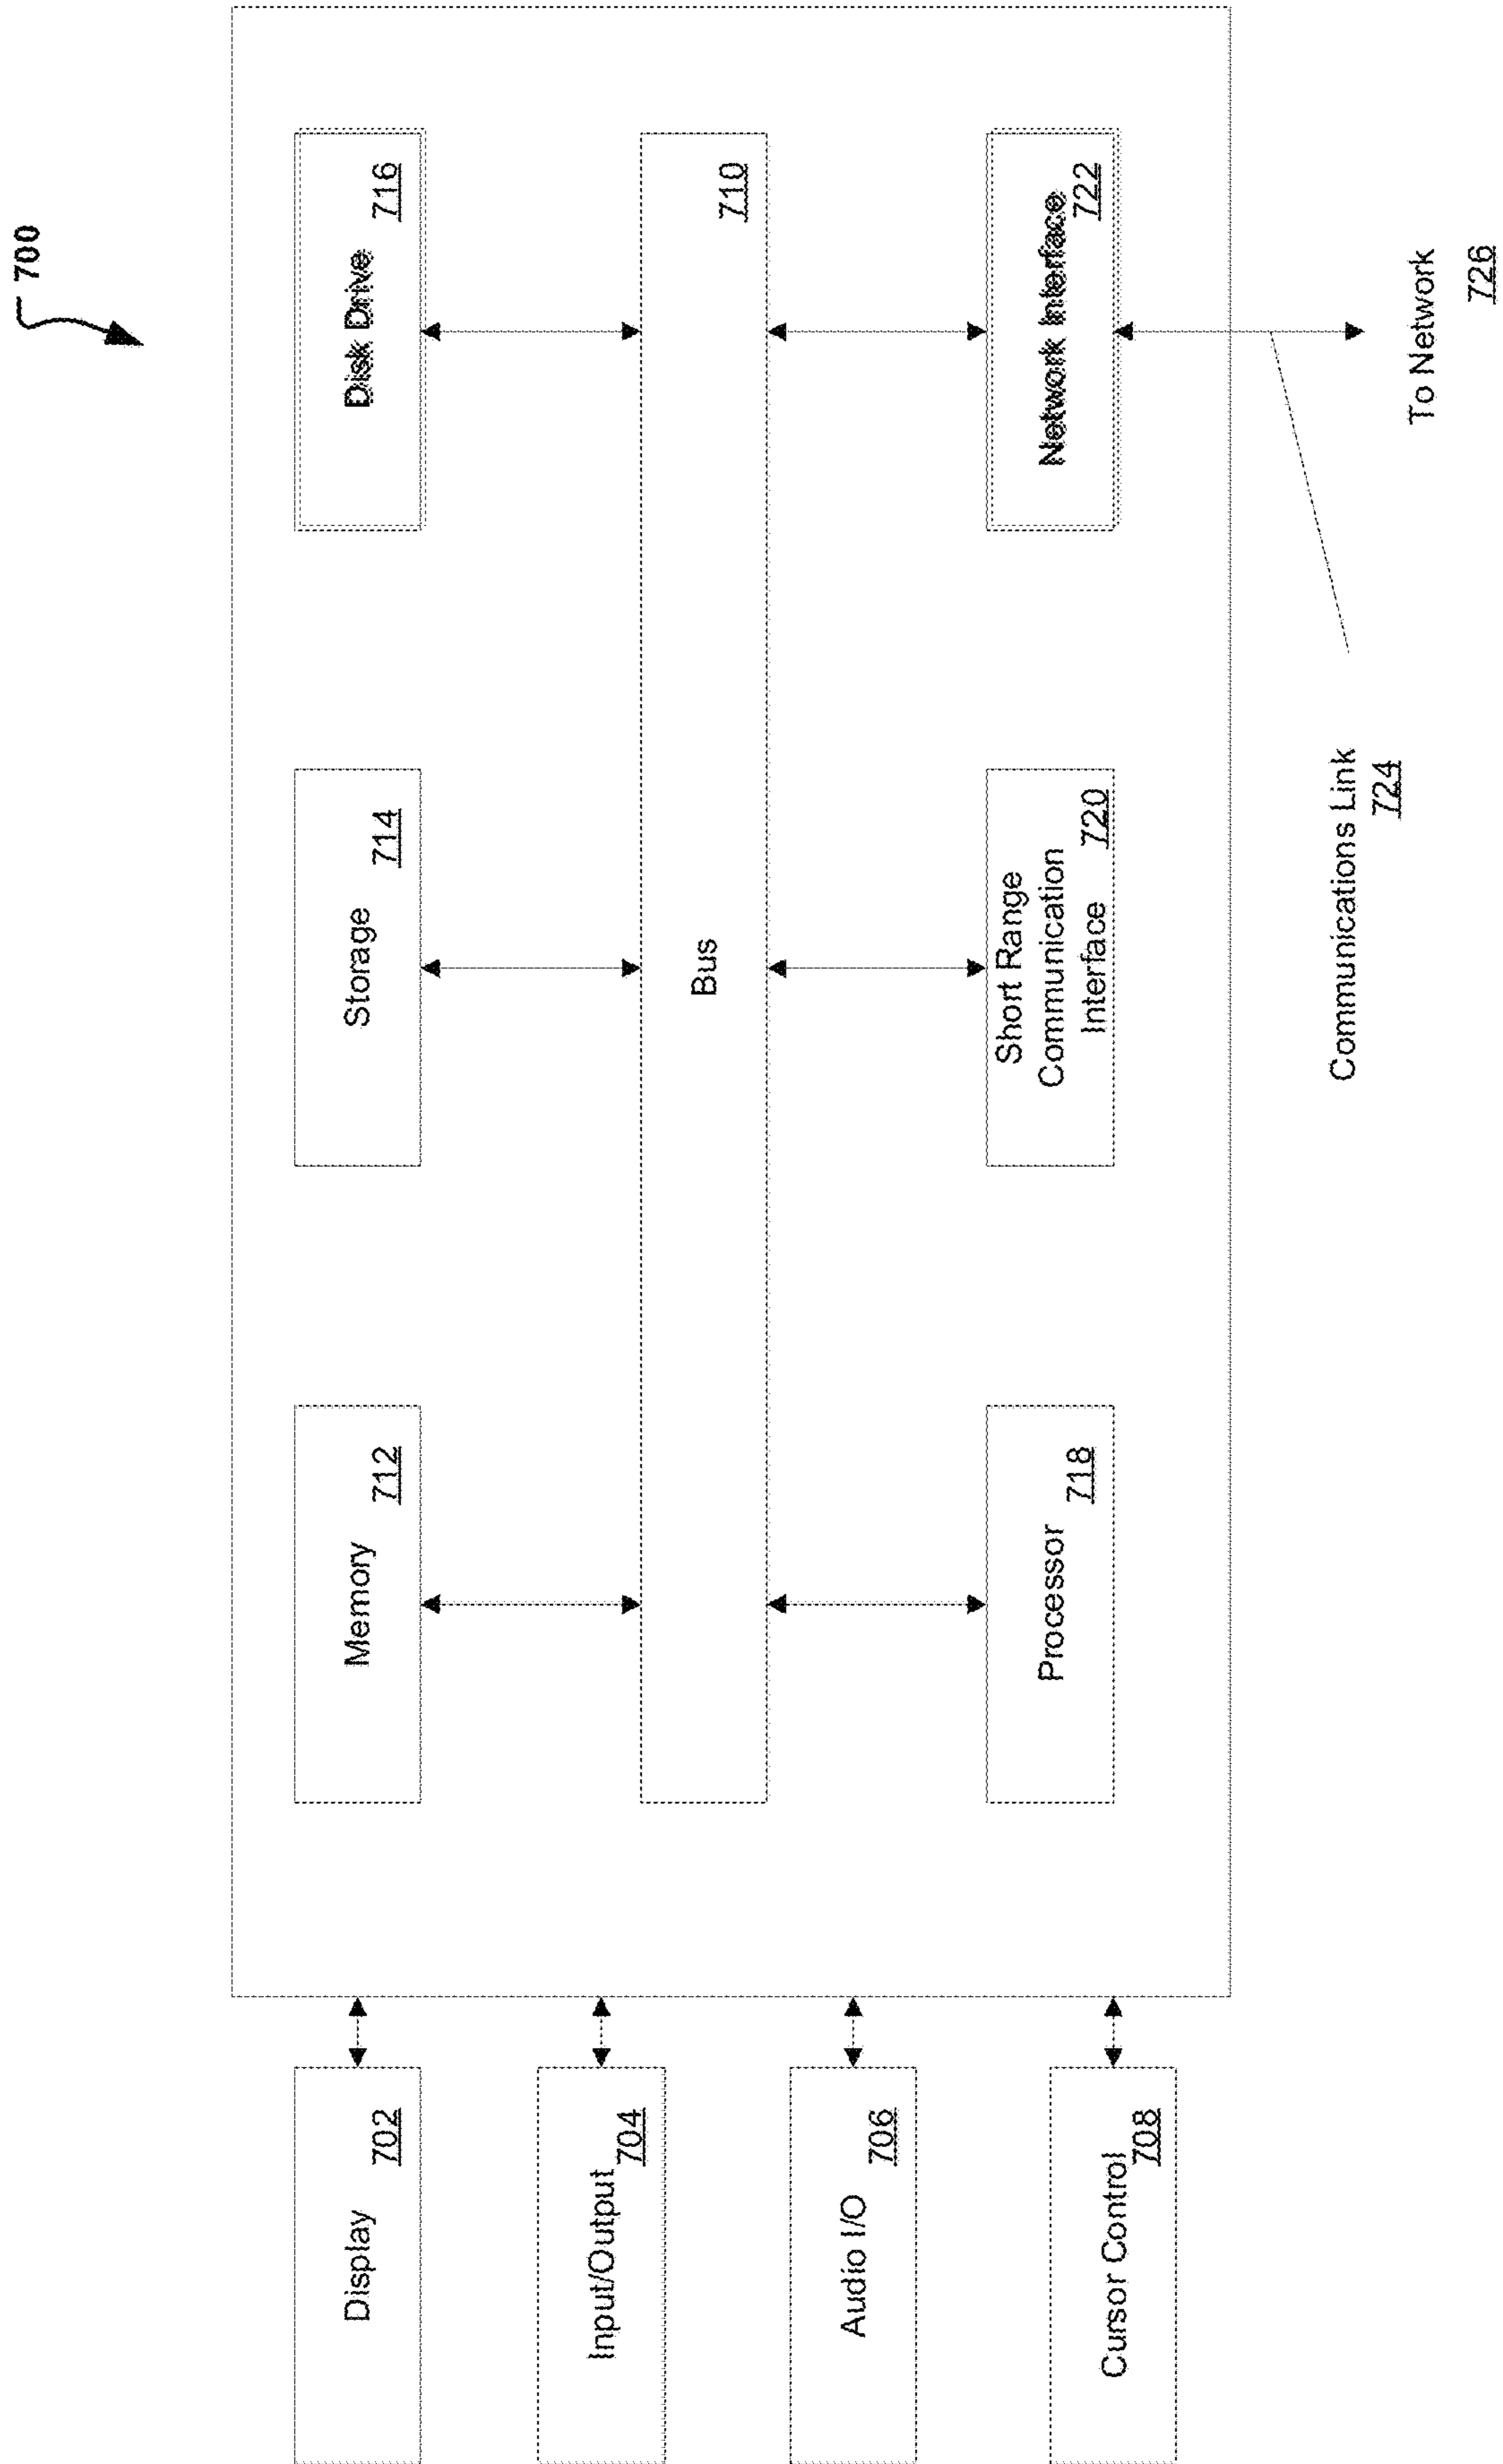 700
Display
702
Input/Output
704
Audio I/O
706
Cursor Control
708
Memory
712
Storage
714
Disk Drive
716
Bus
710
Processor
718
Short Range
Communication
Interface 720
Network Interface
722
Communications Link
724
To Network
726